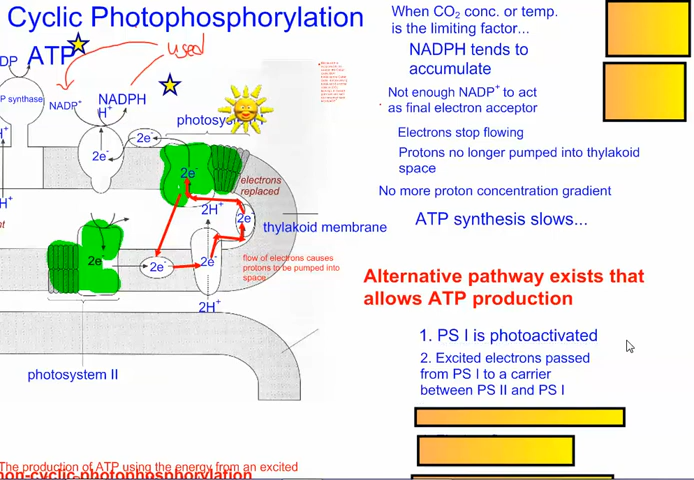 Cyclic Photophosphorylation
ATP
DP
used
P synthase
NADP⁺
NADPH
H⁺
H⁺
photosyste
2e⁻
2e⁻
2e⁻
electrons
replaced
2H⁺
2e
thylakoid membrane
2e⁻
2e⁻
2e⁻
flow of electrons causes
protons to be pumped into
space
2H⁺
photosystem II
The production of ATP using the energy from an excited
non-cyclic photophosphorylation
When CO₂ conc. or temp.
is the limiting factor...
NADPH tends to
accumulate
Not enough NADP⁺ to act
as final electron acceptor
Electrons stop flowing
Protons no longer pumped into thylakoid
space
No more proton concentration gradient
ATP synthesis slows...
Alternative pathway exists that
allows ATP production
1. PS I is photoactivated
2. Excited electrons passed
from PS I to a carrier
between PS II and PS I